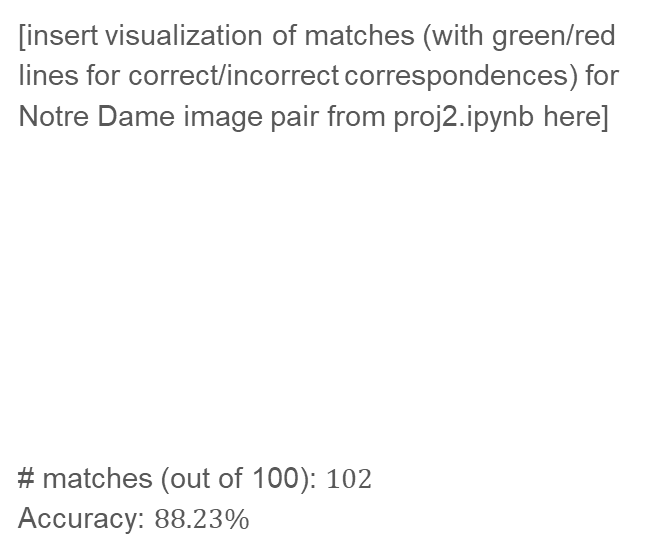 [insert visualization of matches (with green/red
lines for correct/incorrect correspondences) for
Notre Dame image pair from proj2.ipynb here]
# matches (out of 100): 102
Accuracy: 88.23%